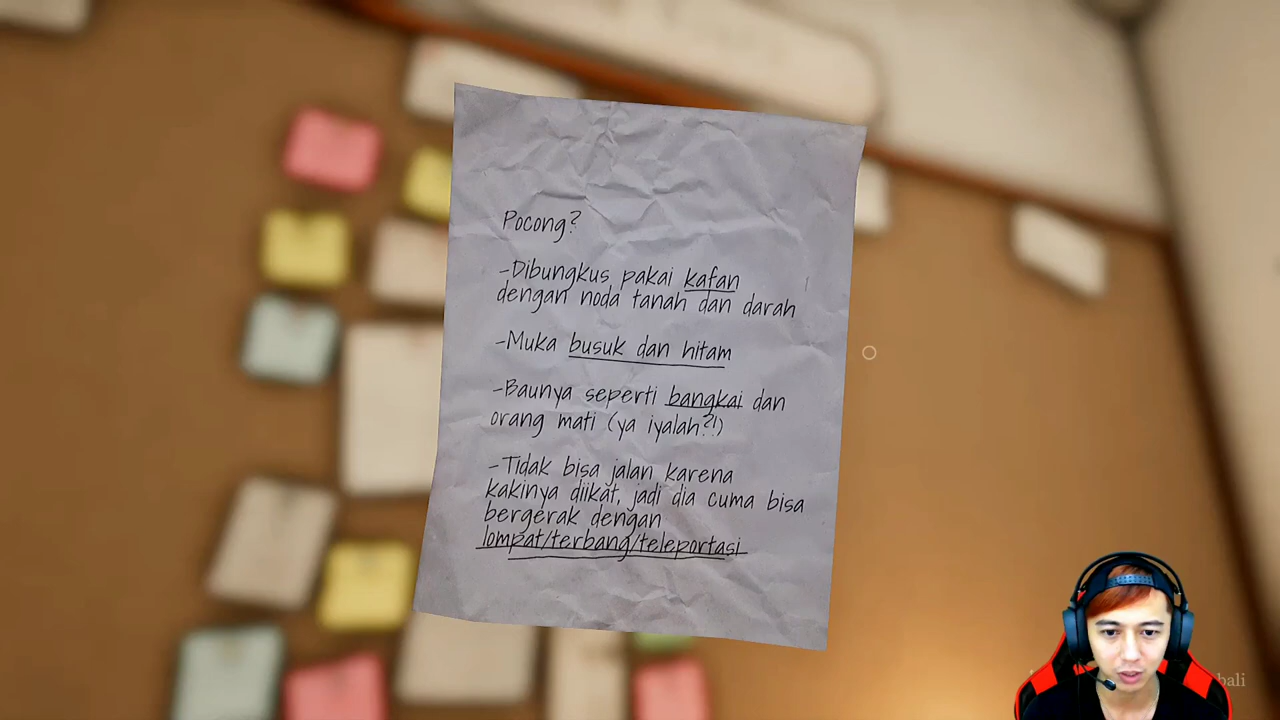 Pocong?
-Dibungkus pakai kafan
dengan noda tanah dan darah
-Muka busuk dan hitam
-Baunya seperti bangkai dan
orang mati (ya iyalah?!)
-Tidak bisa jalan karena
kakinya diikat, jadi dia cuma bisa
bergerak dengan
lompat/terbang/teleportasi
bali